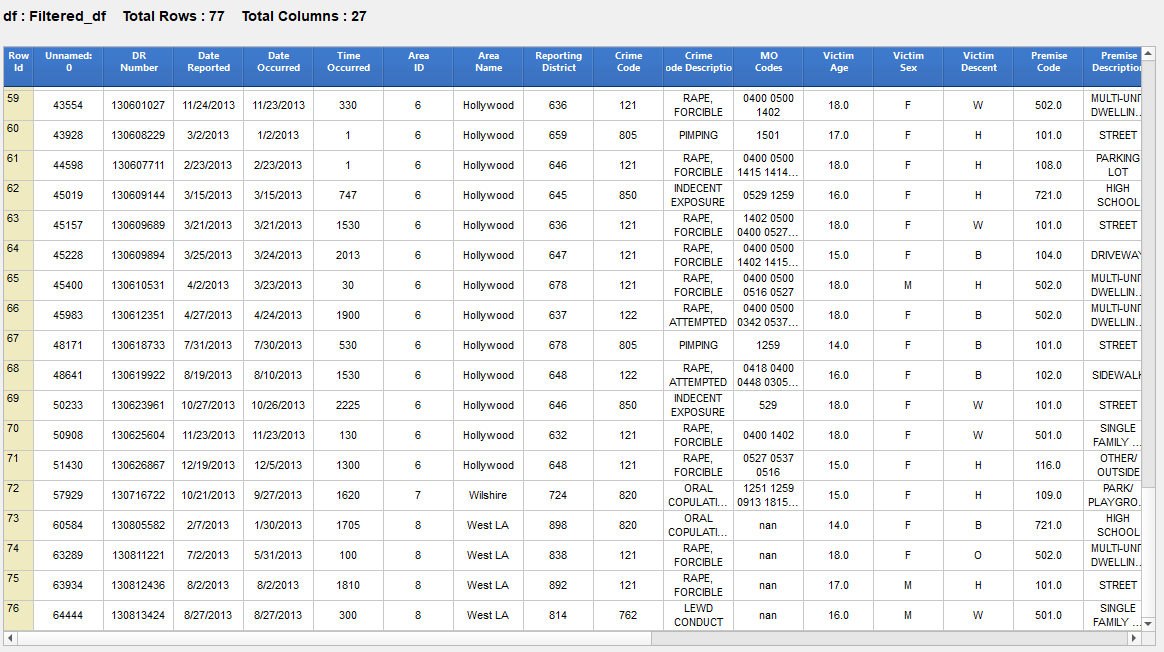 df : Filtered_df Total Rows : 77 Total Columns : 27
Row Id Unnamed: 0 DR Number Date Reported Date Occurred Time Occurred Area ID Area Name Reporting District Crime Code Crime ode Descriptio MO Codes Victim Age Victim Sex Victim Descent Premise Code Premise Description
59 43554 130601027 11/24/2013 11/23/2013 330 6 Hollywood 636 121 RAPE, FORCIBLE 0400 0500 1402 18.0 F W 502.0 MULTI-UNIT DWELLIN...
60 43928 130608229 3/2/2013 1/2/2013 1 6 Hollywood 659 805 PIMPING 1501 17.0 F H 101.0 STREET
61 44598 130607711 2/23/2013 2/23/2013 1 6 Hollywood 646 121 RAPE, FORCIBLE 0400 0500 1415 1414... 18.0 F H 108.0 PARKING LOT
62 45019 130609144 3/15/2013 3/15/2013 747 6 Hollywood 645 850 INDECENT EXPOSURE 0529 1259 16.0 F H 721.0 HIGH SCHOOL
63 45157 130609689 3/21/2013 3/21/2013 1530 6 Hollywood 636 121 RAPE, FORCIBLE 1402 0500 0400 0527... 18.0 F W 101.0 STREET
64 45228 130609894 3/25/2013 3/24/2013 2013 6 Hollywood 647 121 RAPE, FORCIBLE 0400 0500 1402 1415... 15.0 F B 104.0 DRIVEWAY
65 45400 130610531 4/2/2013 3/23/2013 30 6 Hollywood 678 121 RAPE, FORCIBLE 0400 0500 0516 0527 18.0 M H 502.0 MULTI-UNIT DWELLIN...
66 45983 130612351 4/27/2013 4/24/2013 1900 6 Hollywood 637 122 RAPE, ATTEMPTED 0400 0500 0342 0537... 18.0 F B 502.0 MULTI-UNIT DWELLIN...
67 48171 130618733 7/31/2013 7/30/2013 530 6 Hollywood 678 805 PIMPING 1259 14.0 F B 101.0 STREET
68 48641 130619922 8/19/2013 8/10/2013 1530 6 Hollywood 648 122 RAPE, ATTEMPTED 0418 0400 0448 0305... 16.0 F B 102.0 SIDEWALK
69 50233 130623961 10/27/2013 10/26/2013 2225 6 Hollywood 646 850 INDECENT EXPOSURE 529 18.0 F W 101.0 STREET
70 50908 130625604 11/23/2013 11/23/2013 130 6 Hollywood 632 121 RAPE, FORCIBLE 0400 1402 18.0 F W 501.0 SINGLE FAMILY ...
71 51430 130626867 12/19/2013 12/5/2013 1300 6 Hollywood 648 121 RAPE, FORCIBLE 0527 0537 0516 15.0 F H 116.0 OTHER/ OUTSIDE
72 57929 130716722 10/21/2013 9/27/2013 1620 7 Wilshire 724 820 ORAL COPULATI... 1251 1259 0913 1815... 15.0 F H 109.0 PARK/ PLAYGRO...
73 60584 130805582 2/7/2013 1/30/2013 1705 8 West LA 898 820 ORAL COPULATI... nan 14.0 F B 721.0 HIGH SCHOOL
74 63289 130811221 7/2/2013 5/31/2013 100 8 West LA 838 121 RAPE, FORCIBLE nan 18.0 F O 502.0 MULTI-UNIT DWELLIN...
75 63934 130812436 8/2/2013 8/2/2013 1810 8 West LA 892 121 RAPE, FORCIBLE nan 17.0 M H 101.0 STREET
76 64444 130813424 8/27/2013 8/27/2013 300 8 West LA 814 762 LEWD CONDUCT nan 16.0 M W 501.0 SINGLE FAMILY ...